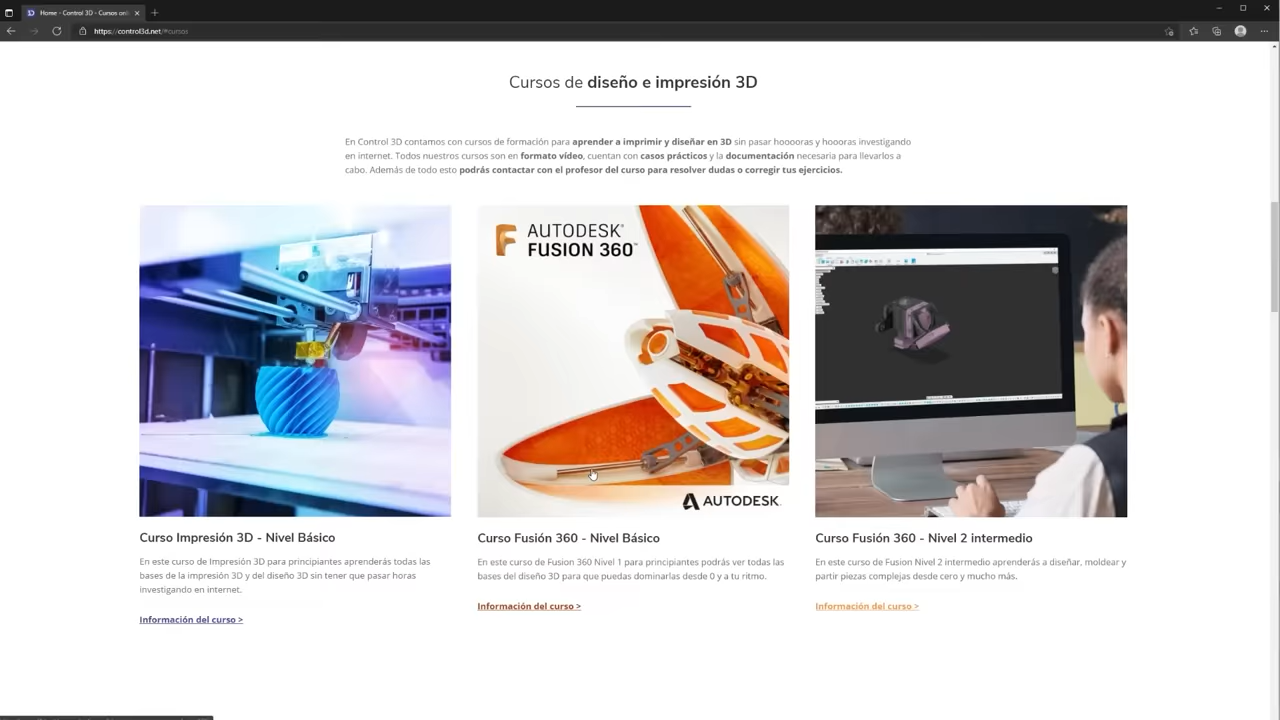 Home - Control 3D - Cursos onl
https://control3d.net/#cursos
Cursos de diseño e impresión 3D
En Control 3D contamos con cursos de formación para aprender a imprimir y diseñar en 3D sin pasar hooooras y hoooras investigando
en internet. Todos nuestros cursos son en formato vídeo, cuentan con casos prácticos y la documentación necesaria para llevarlos a
cabo. Además de todo esto podrás contactar con el profesor del curso para resolver dudas o corregir tus ejercicios.
AUTODESK®
FUSION 360™
AUTODESK.
Curso Impresión 3D - Nivel Básico
En este curso de Impresión 3D para principiantes aprenderás todas las
bases de la impresión 3D y del diseño 3D sin tener que pasar horas
investigando en internet.
Información del curso >
Curso Fusión 360 - Nivel Básico
En este curso de Fusion 360 Nivel 1 para principiantes podrás ver todas las
bases del diseño 3D para que puedas dominarlas desde 0 y a tu ritmo.
Información del curso >
Curso Fusión 360 - Nivel 2 intermedio
En este curso de Fusion Nivel 2 intermedio aprenderás a diseñar, moldear y
partir piezas complejas desde cero y mucho más.
Información del curso >